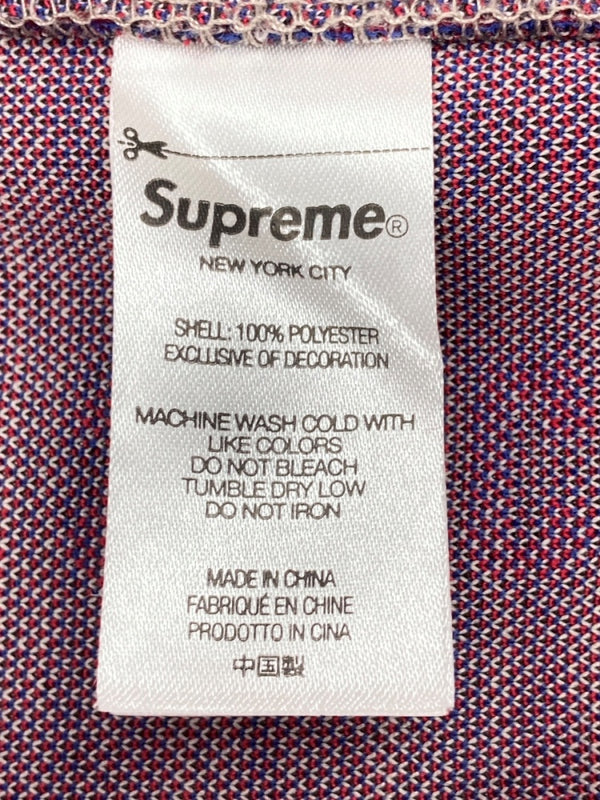 Supreme®
NEW YORK CITY
SHELL: 100% POLYESTER
EXCLUSIVE OF DECORATION
MACHINE WASH COLD WITH
LIKE COLORS
DO NOT BLEACH
TUMBLE DRY LOW
DO NOT IRON
MADE IN CHINA
FABRIQUÉ EN CHINE
PRODOTTO IN CINA
中国製